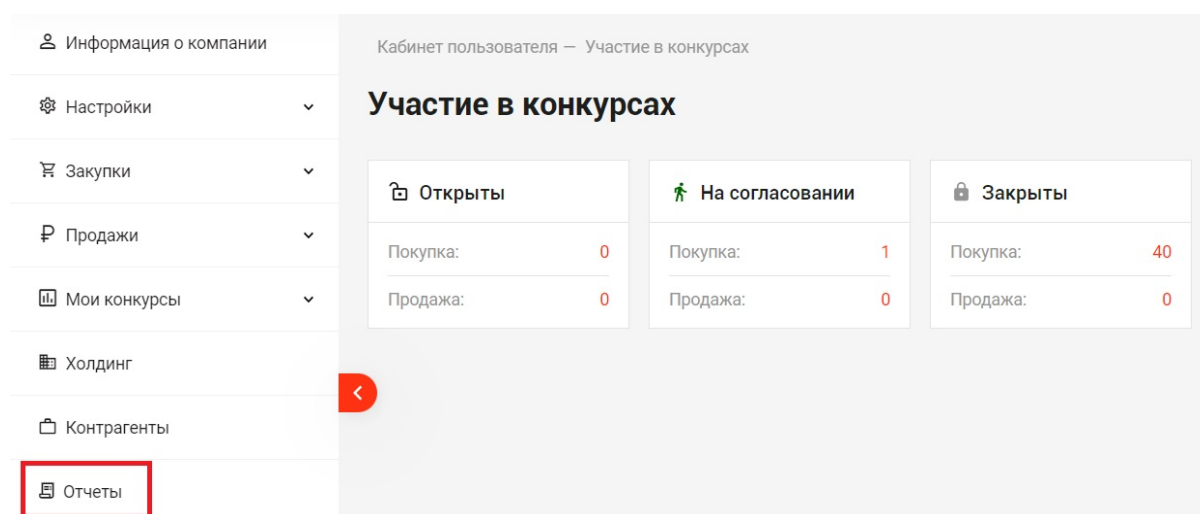 Информация о компании
Настройки
Закупки
Продажи
Мои конкурсы
Холдинг
Контрагенты
Отчеты
Кабинет пользователя — Участие в конкурсах
Участие в конкурсах
Открыты
Покупка: 0
Продажа: 0
На согласовании
Покупка: 1
Продажа: 0
Закрыты
Покупка: 40
Продажа: 0